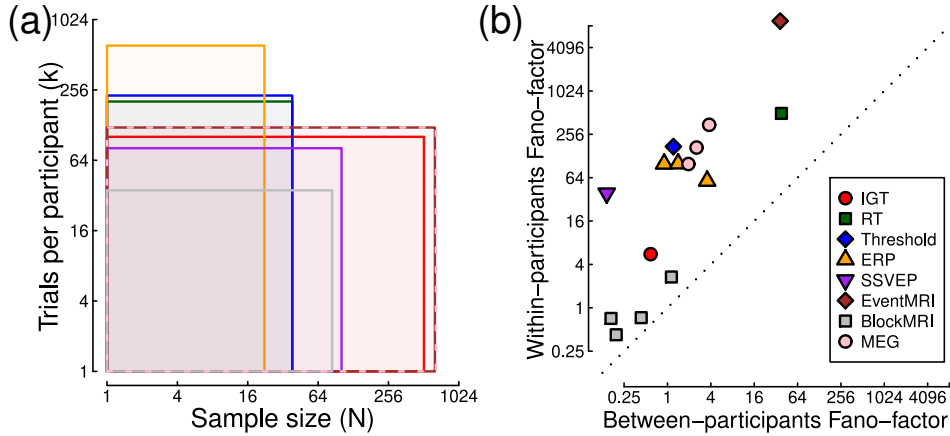 (a)
Trials per participant (k)
1024
256
64
16
4
1
1 4 16 64 256 1024
Sample size (N)
(b)
Within−participants Fano−factor
4096
1024
256
64
16
4
1
0.25
0.25 1 4 16 64 256 1024 4096
Between−participants Fano−factor
IGT
RT
Threshold
ERP
SSVEP
EventMRI
BlockMRI
MEG